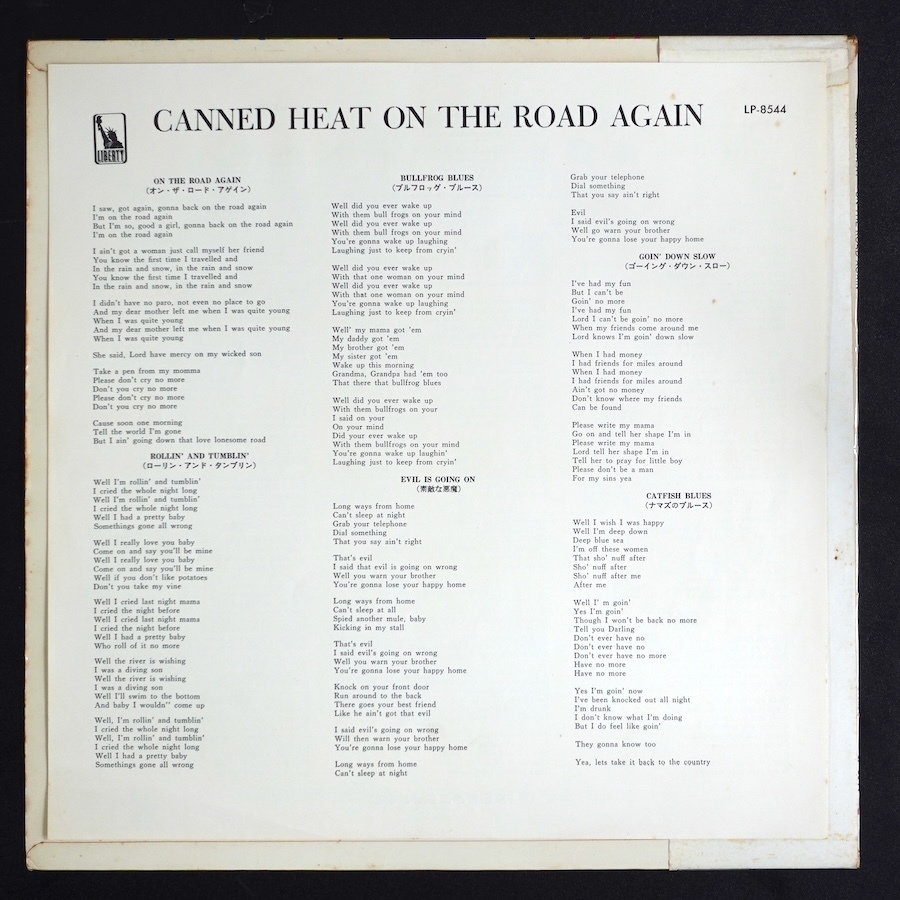 LIBERTY
CANNED HEAT ON THE ROAD AGAIN
LP-8544
ON THE ROAD AGAIN
(オン・ザ・ロード・アゲイン)
I saw, got again, gonna back on the road again
I'm on the road again
But I'm so, good a girl, gonna back on the road again
I'm on the road again
I ain't got a woman just call myself her friend
You know the first time I travelled and
In the rain and snow, in the rain and snow
You know the first time I travelled and
In the rain and snow, in the rain and snow
I didn't have no paro, not even no place to go
And my dear mother left me when I was quite young
When I was quite young
And my dear mother left me when I was quite young
When I was quite young
She said, Lord have mercy on my wicked son
Take a pen from my momma
Please don't cry no more
Don't you cry no more
Please don't cry no more
Don't you cry no more
Cause soon one morning
Tell the world I'm gone
But I ain' going down that love lonesome road
ROLLIN' AND TUMBLIN'
(ローリン・アンド・タンブリン)
Well I'm rollin' and tumblin'
I cried the whole night long
Well I'm rollin' and tumblin'
I cried the whole night long
Well I had a pretty baby
Somethings gone all wrong
Well I really love you baby
Come on and say you'll be mine
Well I really love you baby
Come on and say you'll be mine
Well if you don't like potatoes
Don't you take my vine
Well I cried last night mama
I cried the night before
Well I cried last night mama
I cried the night before
Well I had a pretty baby
Who roll of it no more
Well the river is wishing
I was a diving son
Well the river is wishing
I was a diving son
Well I'll swim to the bottom
And baby I wouldn'' come up
Well, I'm rollin' and tumblin'
I cried the whole night long
Well, I'm rollin' and tumblin'
I cried the whole night long
Well I had a pretty baby
Somethings gone all wrong
BULLFROG BLUES
(ブルフロッグ・ブルース)
Well did you ever wake up
With them bull frogs on your mind
Well did you ever wake up
With them bull frogs on your mind
You're gonna wake up laughing
Laughing just to keep from cryin'
Well did you ever wake up
With that one woman on your mind
Well did you ever wake up
With that one woman on your mind
You're gonna wake up laughing
Laughing just to keep from cryin'
Well' my mama got 'em
My daddy got 'em
My brother got 'em
My sister got 'em
Wake up this morning
Grandma, Grandpa had 'em too
That there that bullfrog blues
Well did you ever wake up
With them bullfrogs on your
I said on your
On your mind
Did your ever wake up
With them bullfrogs on your mind
You're gonna wake up laughin'
Laughing just to keep from cryin'
EVIL IS GOING ON
(素敵な悪魔)
Long ways from home
Can't sleep at night
Grab your telephone
Dial something
That you say ain't right
That's evil
I said that evil is going on wrong
Well you warn your brother
You're gonna lose your happy home
Long ways from home
Can't sleep at all
Spied another mule, baby
Kicking in my stall
That's evil
I said evil's going on wrong
Well you warn your brother
You're gonna lose your happy home
Knock on your front door
Run around to the back
There goes your best friend
Like he ain't got that evil
I said evil's going on wrong
Will then warn your brother
You're gonna lose your happy home
Long ways from home
Can't sleep at night
Grab your telephone
Dial something
That you say ain't right
Evil
I said evil's going on wrong
Well go warn your brother
You're gonna lose your happy home
GOIN' DOWN SLOW
(ゴーイング・ダウン・スロー)
I've had my fun
But I can't be
Goin' no more
I've had my fun
Lord I can't be goin' no more
When my friends come around me
Lord knows I'm goin' down slow
When I had money
I had friends for miles around
When I had money
I had friends for miles around
Ain't got no money
Don't know where my friends
Can be found
Please write my mama
Go on and tell her shape I'm in
Please write my mama
Lord tell her shape I'm in
Tell her to pray for little boy
Please don't be a man
For my sins yea
CATFISH BLUES
(ナマズのブルース)
Well I wish I was happy
Well I'm deep down
Deep blue sea
I'm off these women
That sho' nuff after
Sho' nuff after
Sho' nuff after me
After me
Well I' m goin'
Yes I'm goin'
Though I won't be back no more
Tell you Darling
Don't ever have no
Don't ever have no
Don't ever have no more
Have no more
Have no more
Yes I'm goin' now
I've been knocked out all night
I'm drunk
I don't know what I'm doing
But I do feel like goin'
They gonna know too
Yea, lets take it back to the country